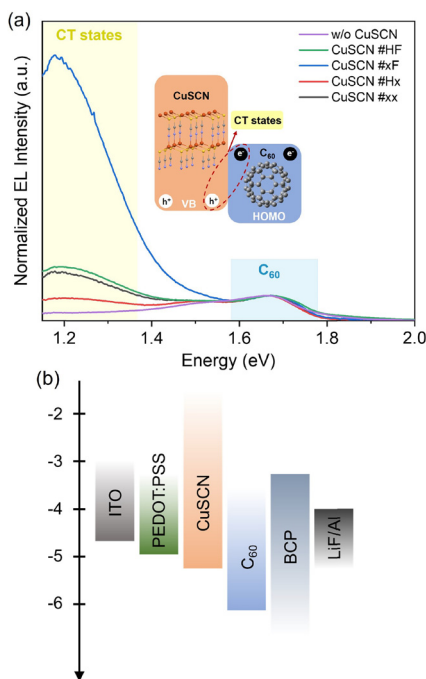 (a)
CT states
w/o CuSCN
CuSCN #HF
CuSCN #xF
CuSCN #Hx
CuSCN #xx
CuSCN
CT states
e⁻ C₆₀ e⁻
h⁺ VB h⁺
HOMO
C₆₀
Normalized EL Intensity (a.u.)
1.2 1.4 1.6 1.8 2.0
Energy (eV)
(b)
-2
-3
-4
-5
-6
ITO
PEDOT:PSS
CuSCN
C₆₀
BCP
LiF/Al